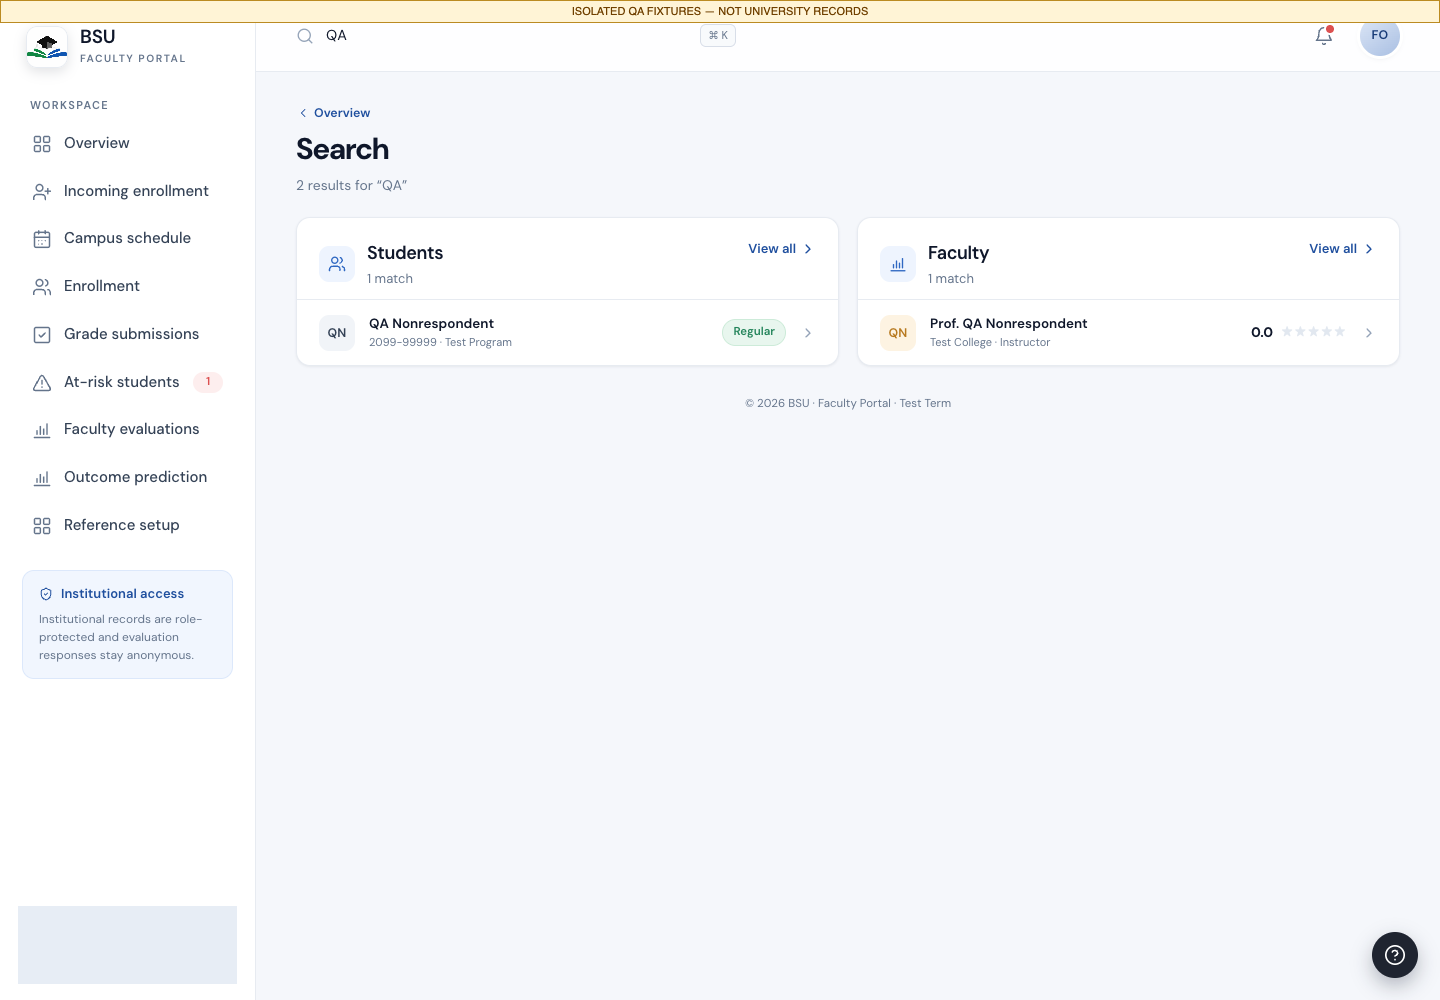 ISOLATED QA FIXTURES — NOT UNIVERSITY RECORDS
BSU
FACULTY PORTAL
QA
⌘ K
FO
WORKSPACE
Overview
Incoming enrollment
Campus schedule
Enrollment
Grade submissions
At-risk students 1
Faculty evaluations
Outcome prediction
Reference setup
Institutional access
Institutional records are role-
protected and evaluation
responses stay anonymous.
Overview
Search
2 results for “QA”
Students
View all
1 match
QN
QA Nonrespondent
2099-99999 · Test Program
Regular
Faculty
View all
1 match
QN
Prof. QA Nonrespondent
Test College · Instructor
0.0
© 2026 BSU · Faculty Portal · Test Term